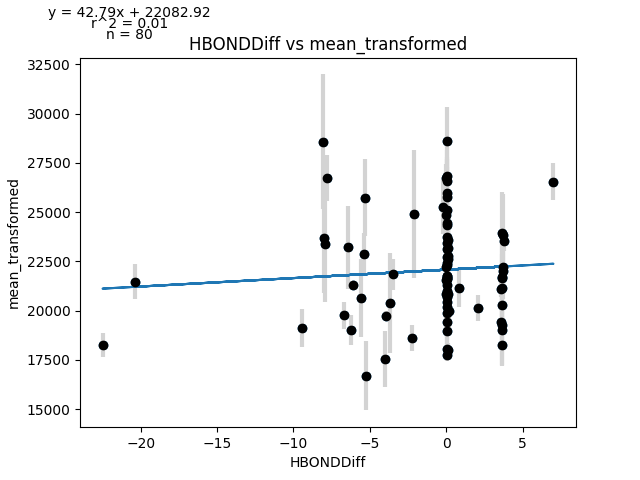 y = 42.79x + 22082.92
r^2 = 0.01
n = 80
HBONDDiff vs mean_transformed
mean_transformed
32500
30000
27500
25000
22500
20000
17500
15000
−20
−15
−10
−5
0
5
HBONDDiff